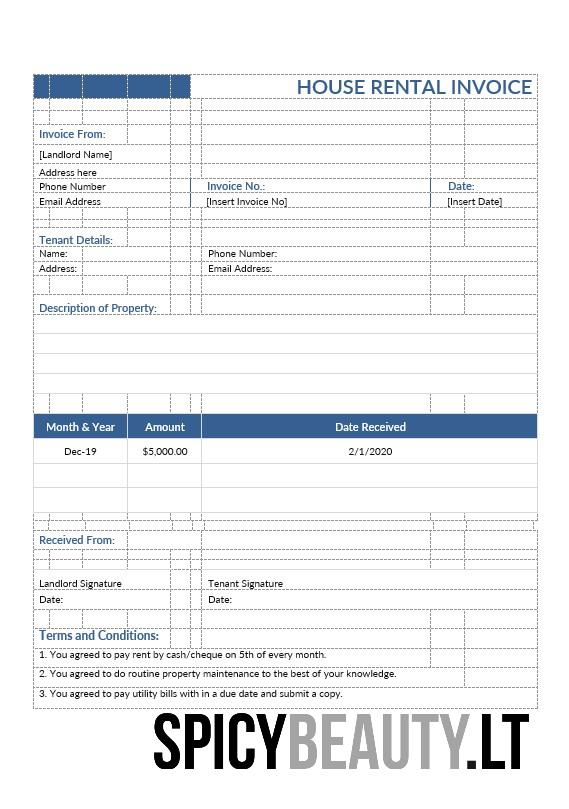 HOUSE RENTAL INVOICE
Invoice From:
[Landlord Name]
Address here
Phone Number Invoice No.: Date:
Email Address [Insert Invoice No] [Insert Date]
Tenant Details:
Name: Phone Number:
Address: Email Address:
Description of Property:
Month & Year Amount Date Received
Dec-19 $5,000.00 2/1/2020
Received From:
Landlord Signature Tenant Signature
Date: Date:
Terms and Conditions:
1. You agreed to pay rent by cash/cheque on 5th of every month.
2. You agreed to do routine property maintenance to the best of your knowledge.
3. You agreed to pay utility bills with in a due date and submit a copy.
SPICYBEAUTY.LT